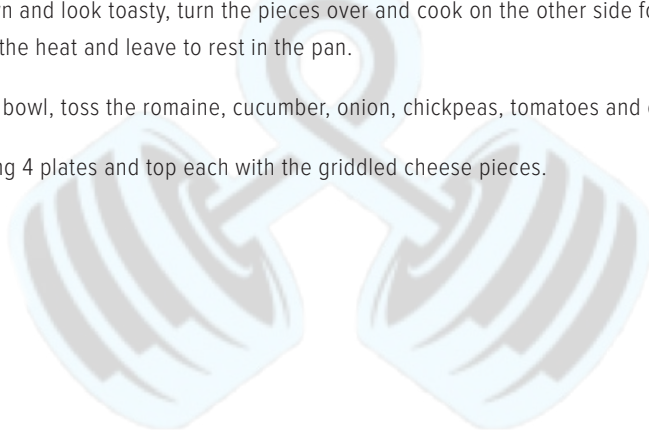 rn and look toasty, turn the pieces over and cook on the other side fo
the heat and leave to rest in the pan.
bowl, toss the romaine, cucumber, onion, chickpeas, tomatoes and
ng 4 plates and top each with the griddled cheese pieces.